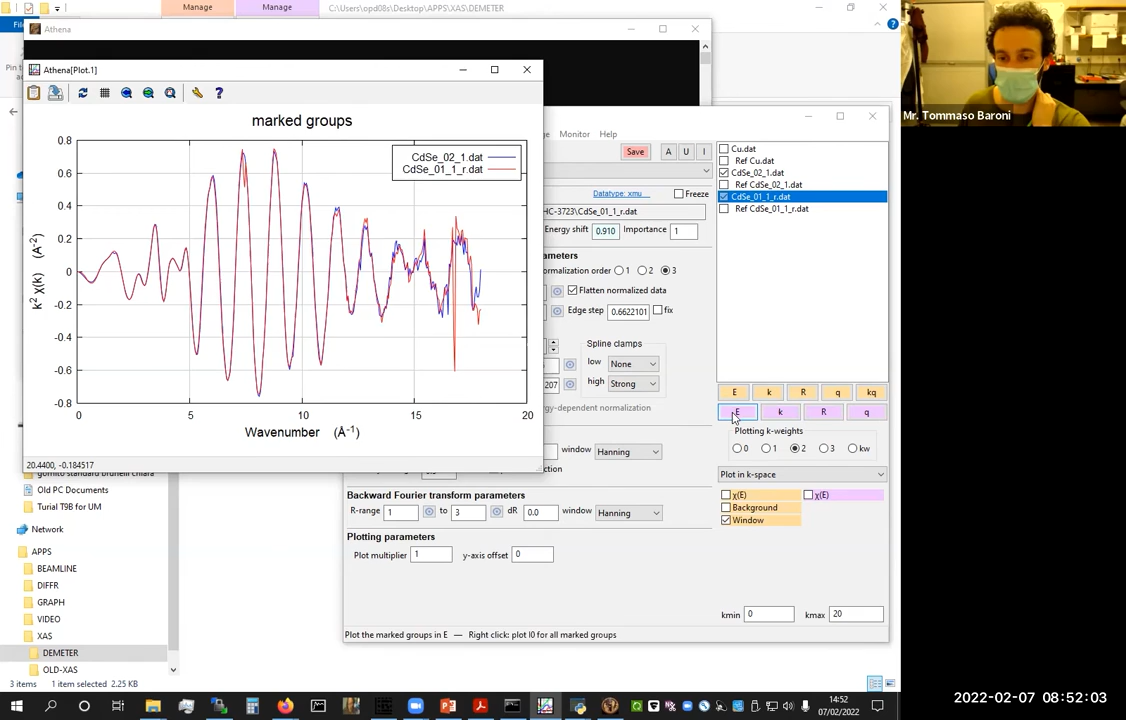 Manage
Manage
C:\Users\opd08s\Desktop\APPS\XAS\DEMETER
Athena
Athena[Plot.1]
marked groups
CdSe_02_1.dat
CdSe_01_1_r.dat
0.8
0.6
0.4
0.2
0
-0.2
-0.4
-0.6
-0.8
k² χ(k) (Å⁻²)
0
5
10
15
20
Wavenumber (Å⁻¹)
20.4400, -0.184517
Monitor Help
Save
A
U
I
Datatype: xmu
Freeze
HC-3723\CdSe_01_1_r.dat
Energy shift 0.910 Importance 1
normalization order 1 2 3
Flatten normalized data
Edge step 0.6622101 fix
Spline clamps
low None
high Strong
207
window Hanning
Backward Fourier transform parameters
R-range 1 to 3 dR 0.0 window Hanning
Plotting parameters
Plot multiplier 1 y-axis offset 0
Plot the marked groups in E — Right click: plot I0 for all marked groups
Cu.dat
Ref Cu.dat
CdSe_02_1.dat
Ref CdSe_02_1.dat
CdSe_01_1_r.dat
Ref CdSe_01_1_r.dat
E k R q kq
E k R q
Plotting k-weights
0 1 2 3 kw
Plot in k-space
χ(E) χ(E)
Background
Window
kmin 0 kmax 20
Old PC Documents
Turial T9B for UM
Network
APPS
BEAMLINE
DIFFR
GRAPH
VIDEO
XAS
DEMETER
OLD-XAS
3 items 1 item selected 2.25 KB
14:52
07/02/2022
Mr. Tommaso Baroni
2022-02-07 08:52:03